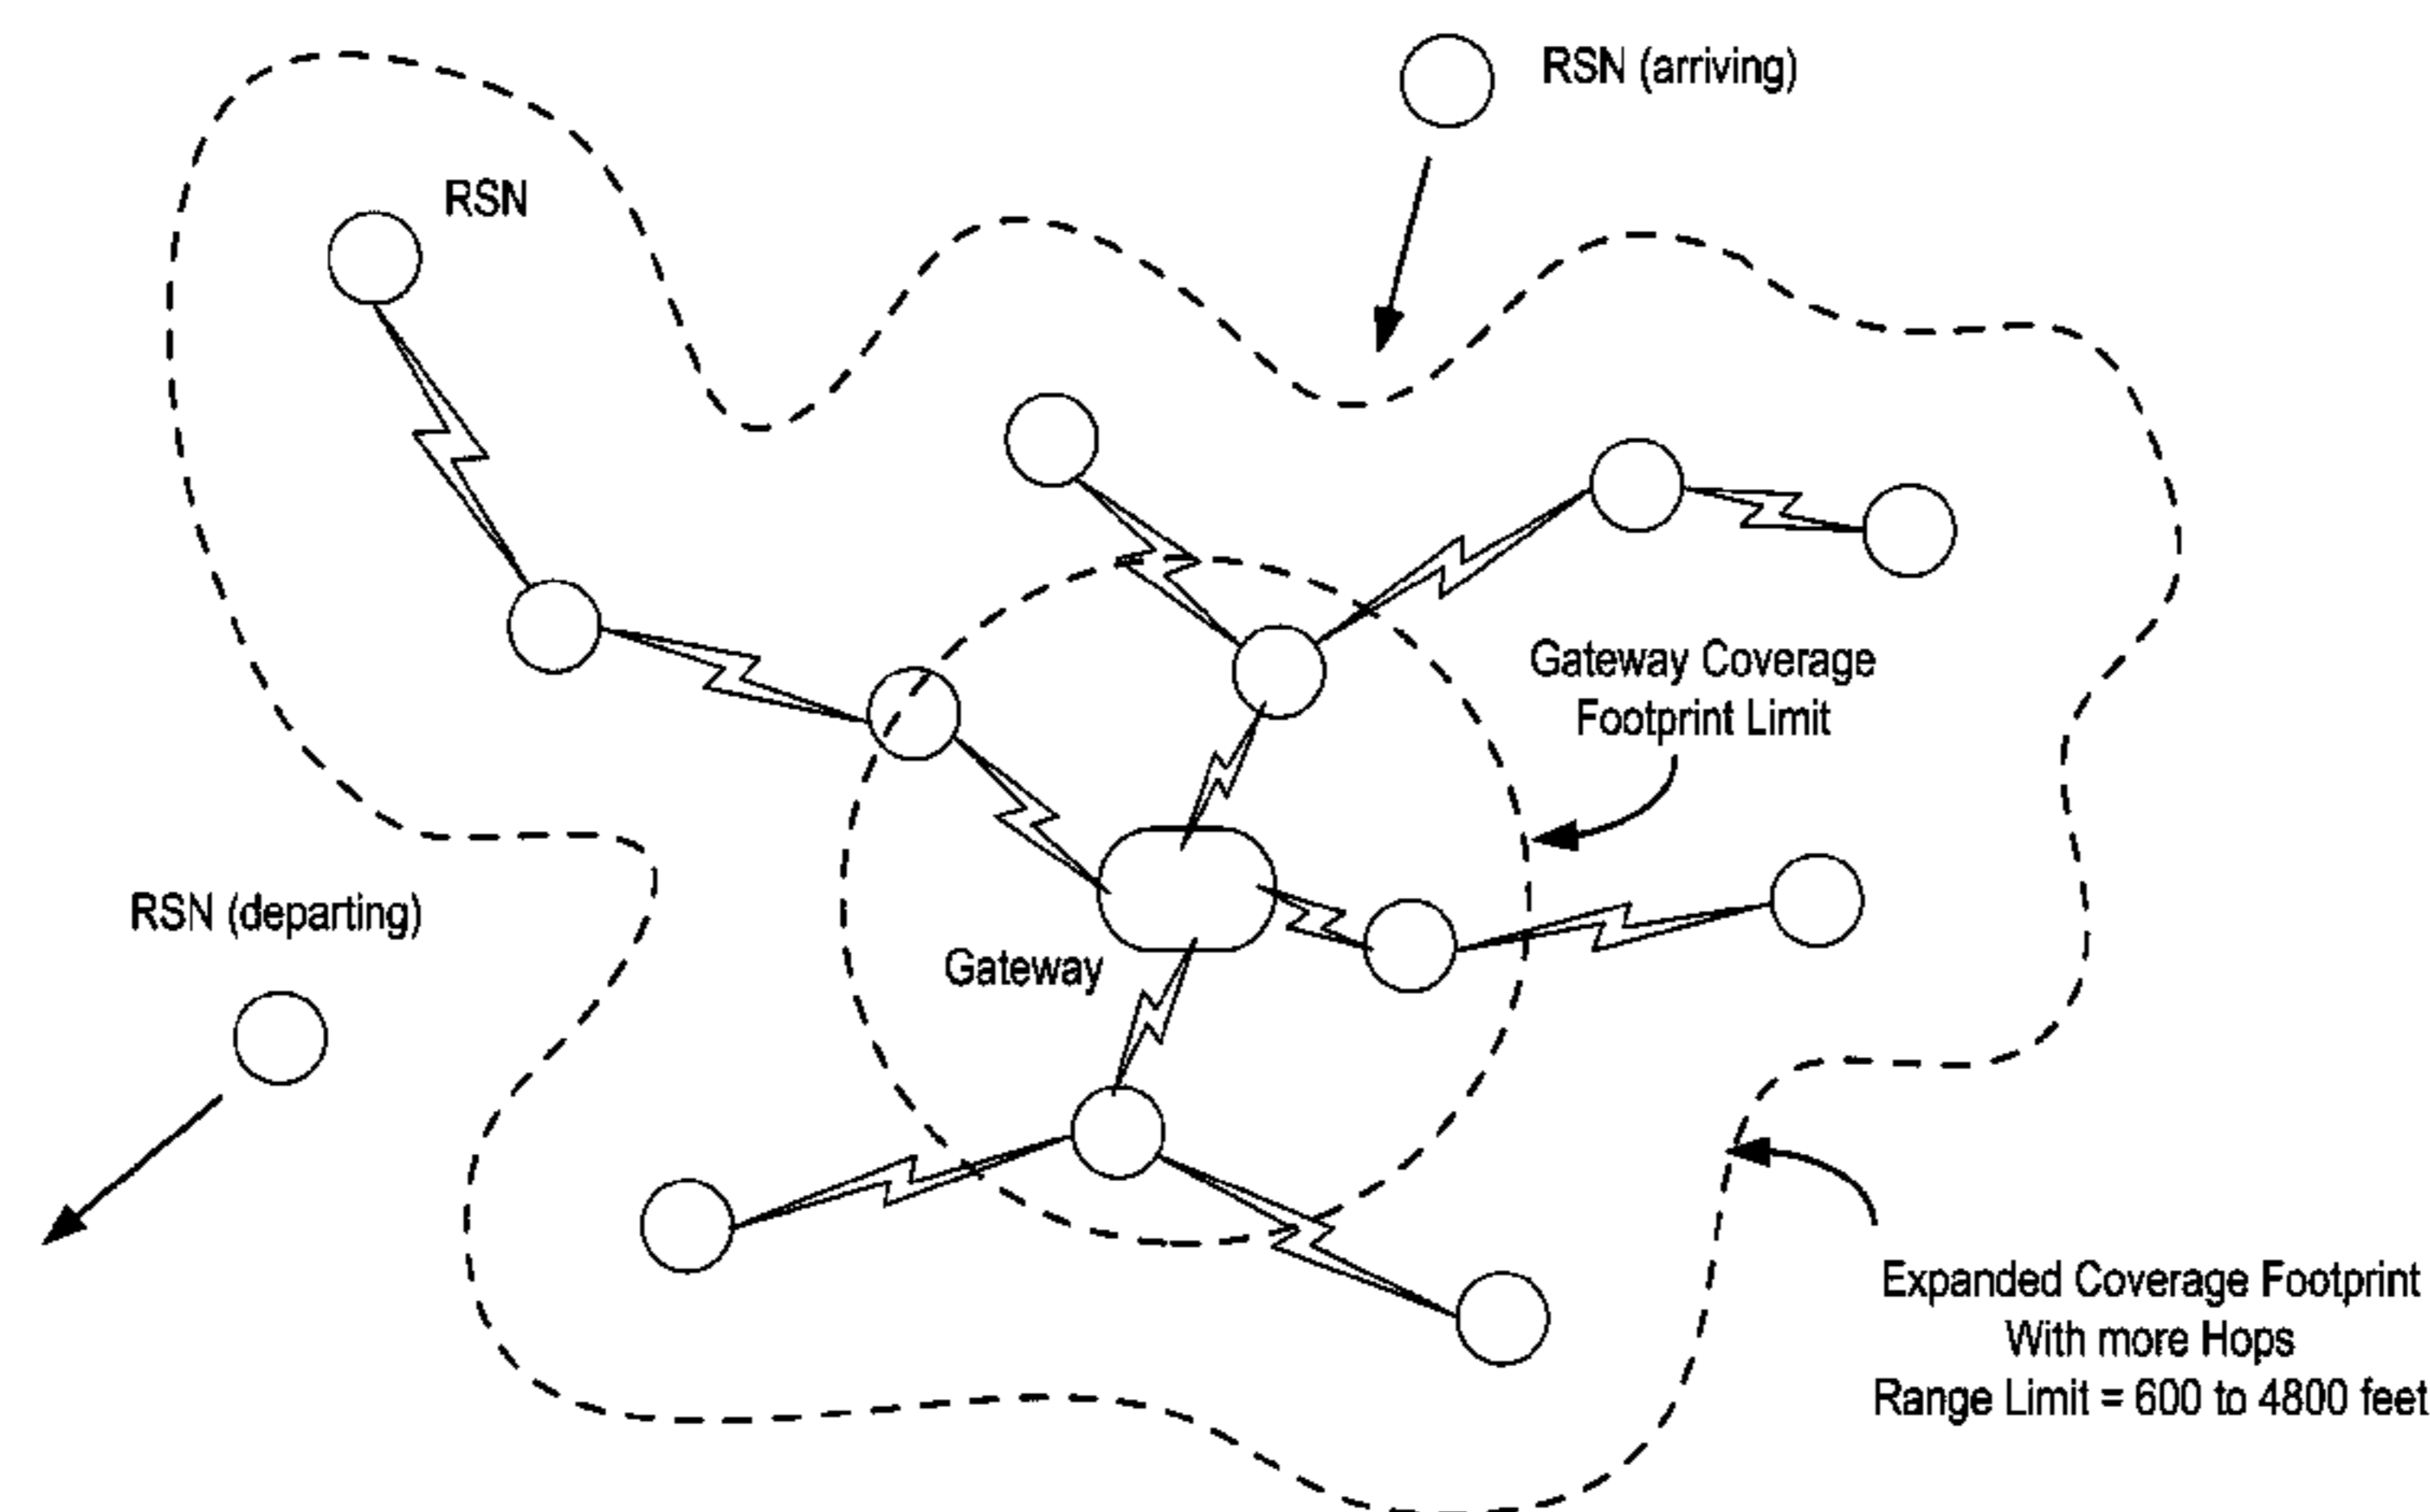 RSN (arriving)
RSN
Gateway Coverage
Footprint Limit
RSN (departing)
Gateway
Expanded Coverage Footprint
With more Hops
Range Limit = 600 to 4800 feet